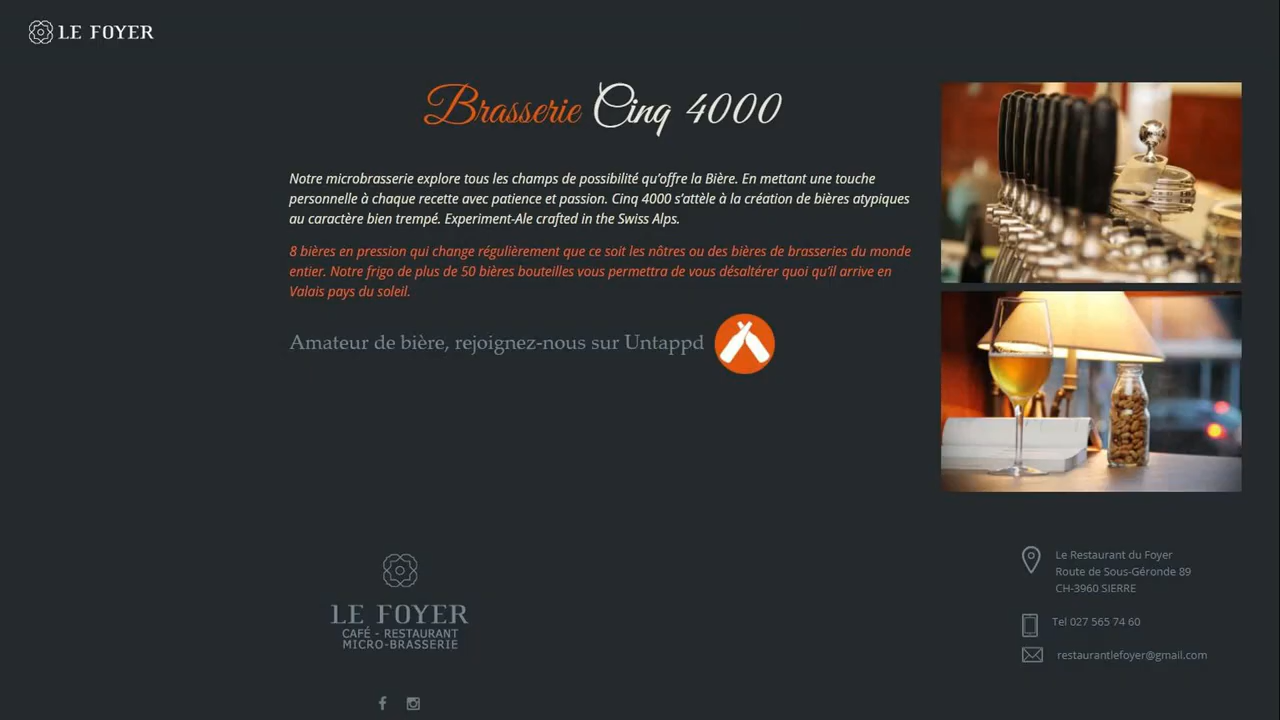 LE FOYER
Brasserie Cinq 4000
Notre microbrasserie explore tous les champs de possibilité qu'offre la Bière. En mettant une touche
personnelle à chaque recette avec patience et passion. Cinq 4000 s'attèle à la création de bières atypiques
au caractère bien trempé. Experiment-Ale crafted in the Swiss Alps.
8 bières en pression qui change régulièrement que ce soit les nôtres ou des bières de brasseries du monde
entier. Notre frigo de plus de 50 bières bouteilles vous permettra de vous désaltérer quoi qu'il arrive en
Valais pays du soleil.
Amateur de bière, rejoignez-nous sur Untappd
LE FOYER
CAFÉ - RESTAURANT
MICRO-BRASSERIE
Le Restaurant du Foyer
Route de Sous-Géronde 89
CH-3960 SIERRE
Tel 027 565 74 60
restaurantlefoyer@gmail.com